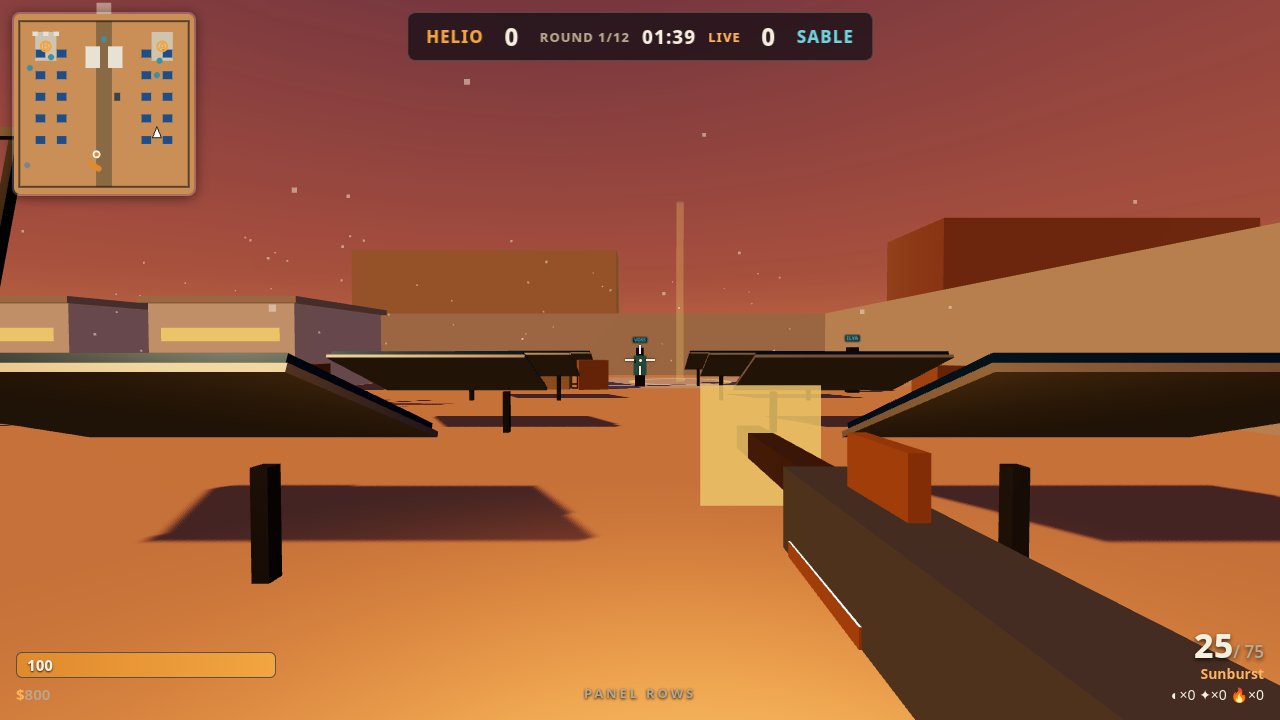 HELIO 0 ROUND 1/12 01:39 LIVE 0 SABLE
100
$800
PANEL ROWS
25 / 75
Sunburst
×0 ×0 ×0